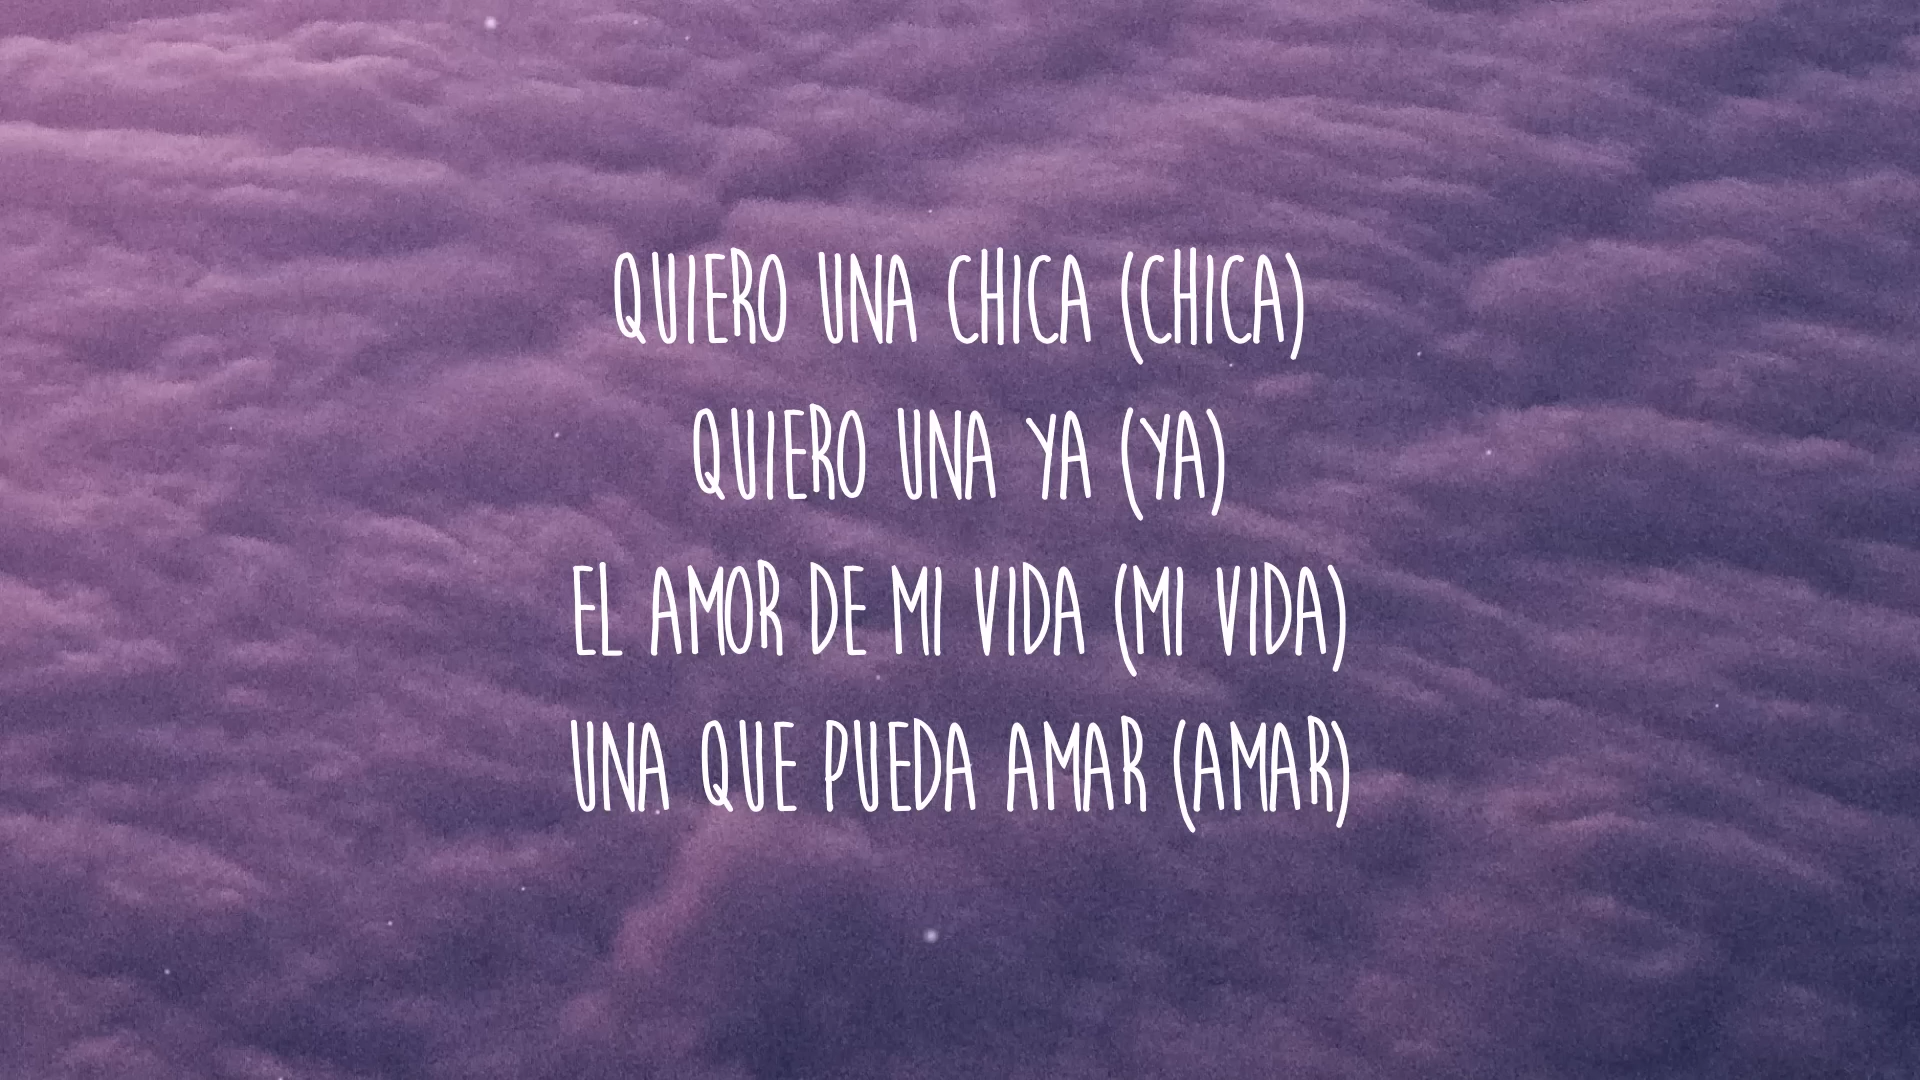 QUIERO UNA CHICA (CHICA)
QUIERO UNA YA (YA)
EL AMOR DE MI VIDA (MI VIDA)
UNA QUE PUEDA AMAR (AMAR)